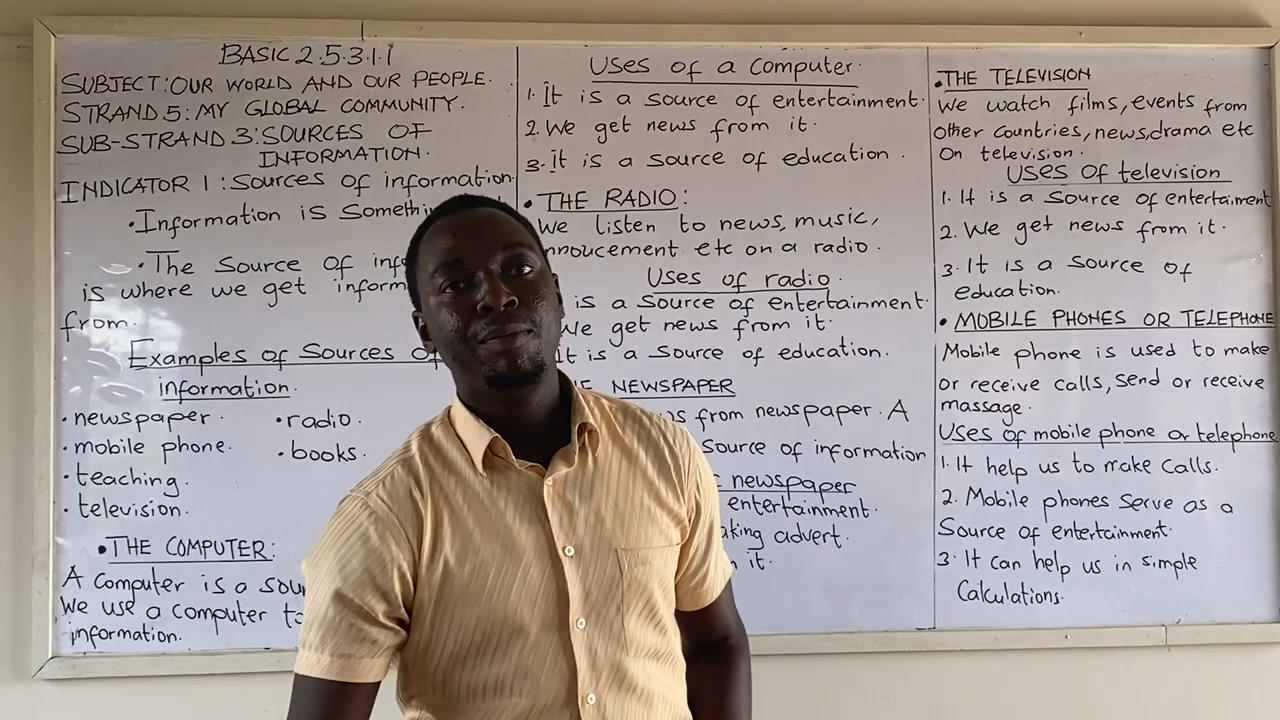 BASIC 2.5.3.1.1
SUBJECT: OUR WORLD AND OUR PEOPLE.
STRAND 5: MY GLOBAL COMMUNITY.
SUB-STRAND 3: SOURCES OF
INFORMATION.
INDICATOR 1: Sources of information.
• Information is
• The source of
is where we get
from.
Examples of Sources
information.
• newspaper. • radio.
• mobile phone. • books.
• teaching.
• television.
• THE COMPUTER:
A computer is a
We use a computer to
information.
Uses of a computer.
1. It is a source of entertainment.
2. We get news from it.
3. It is a source of education.
• THE RADIO:
We listen to news, music,
etc on a radio.
Uses of radio.
is a source of entertainment.
We get news from it.
It is a source of education.
NEWSPAPER
from newspaper. A
source of information
newspaper
entertainment.
advert.
it.
• THE TELEVISION
We watch films, events from
other countries, news, drama etc
on television.
Uses of television
1. It is a source of entertaiment
2. We get news from it.
3. It is a source of
education.
• MOBILE PHONES OR TELEPHONE
Mobile phone is used to make
or receive calls, send or receive
massage.
Uses of mobile phone or telephone
1. It help us to make calls.
2. Mobile phones serve as a
source of entertainment.
3. It can help us in simple
Calculations.